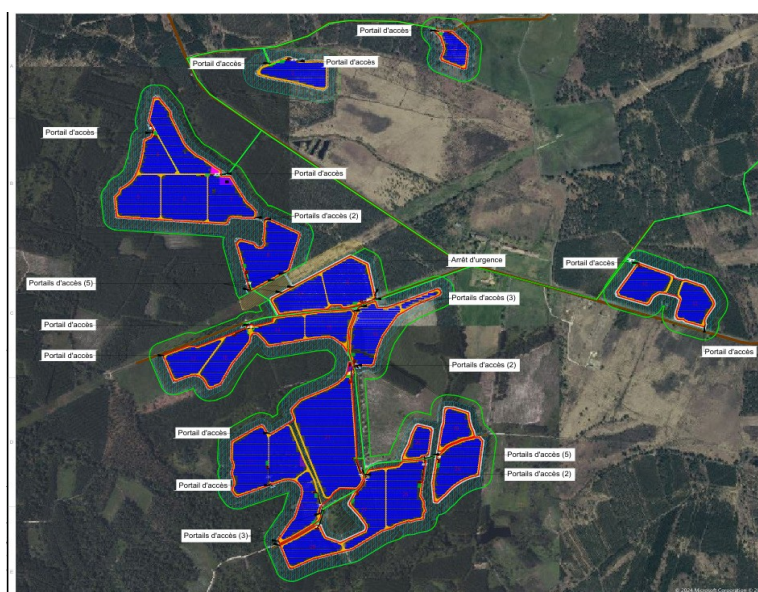 Portail d'accès
Portail d'accès
Portail d'accès
Portail d'accès
Portail d'accès
Portails d'accès (2)
Arrêt d'urgence
Portail d'accès
Portails d'accès (5)
Portails d'accès (3)
Portail d'accès
Portail d'accès
Portail d'accès
Portails d'accès (2)
Portail d'accès
Portails d'accès (5)
Portails d'accès (2)
Portail d'accès
Portails d'accès (3)
© 2024 Microsoft Corporation ©